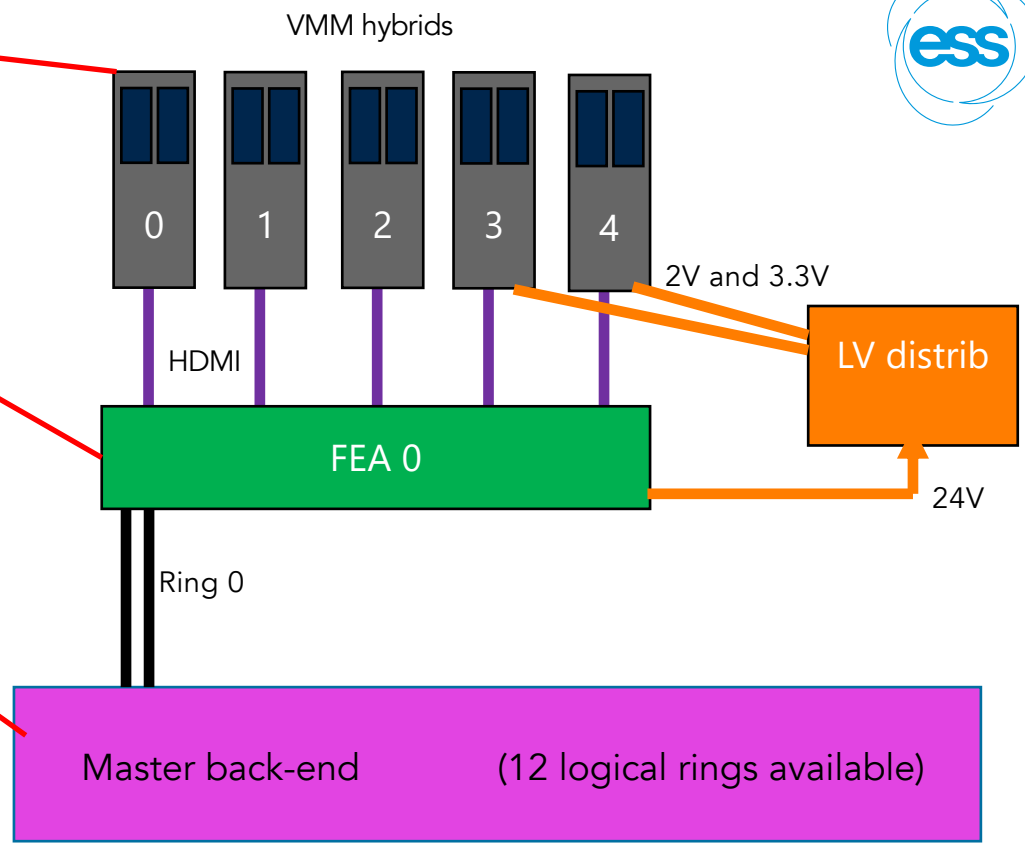 VMM hybrids
ess
0
1
2
3
4
2V and 3.3V
HDMI
LV distrib
FEA 0
24V
Ring 0
Master back-end (12 logical rings available)